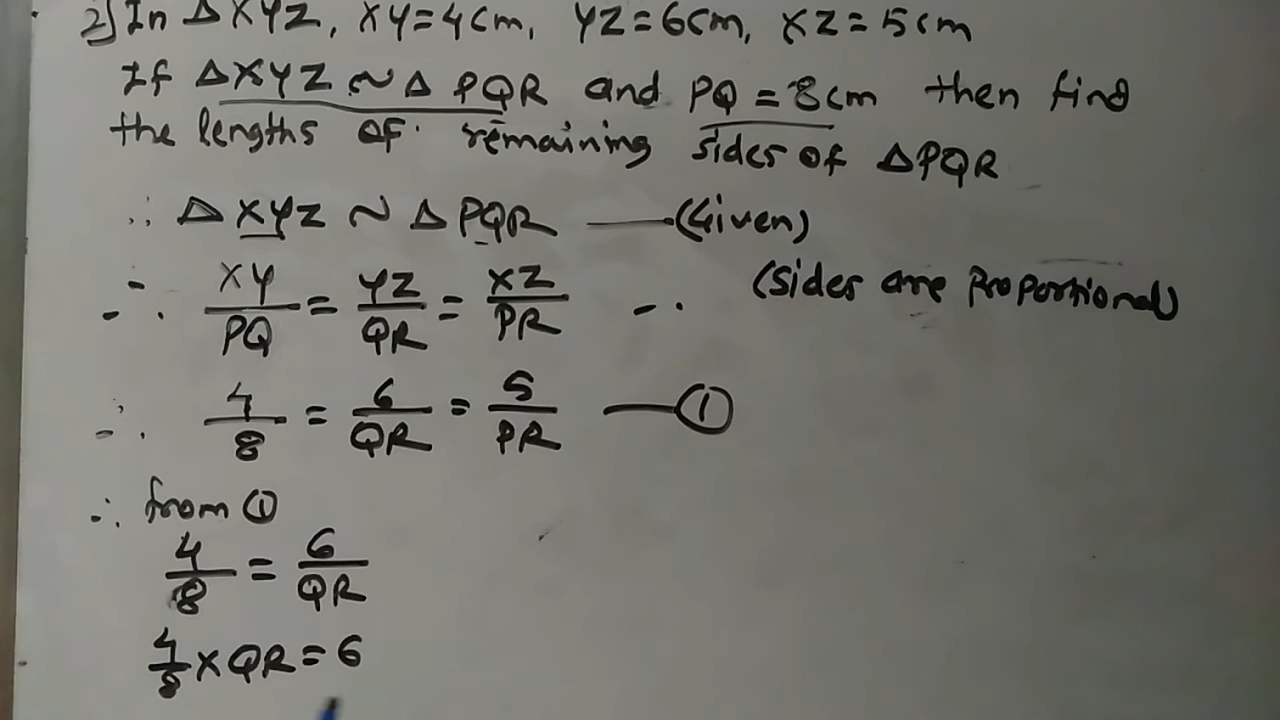 2) In Δ XYZ, XY=4cm, YZ=6cm, XZ=5cm
If ΔXYZ ~ Δ PQR and PQ = 8cm then find
the lengths of remaining sides of ΔPQR
∴ Δ XYZ ~ Δ PQR —— (Given)
∴ XY/PQ = YZ/QR = XZ/PR -. (sides are Proportional)
∴ 4/8 = 6/QR = 5/PR —— ①
∴ from ①
4/8 = 6/QR
4/8 × QR = 6